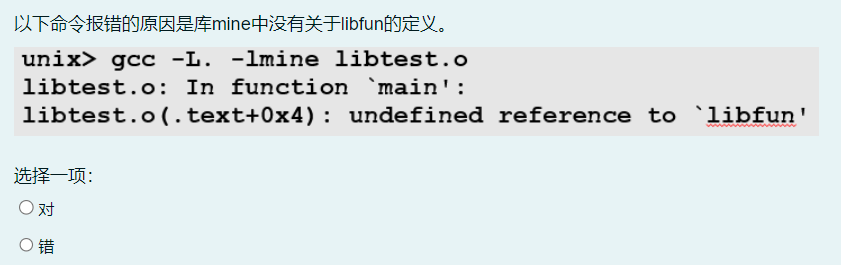 以下命令报错的原因是库mine中没有关于libfun的定义。
unix> gcc -L. -lmine libtest.o
libtest.o: In function `main':
libtest.o(.text+0x4): undefined reference to `libfun'
选择一项：
对
错